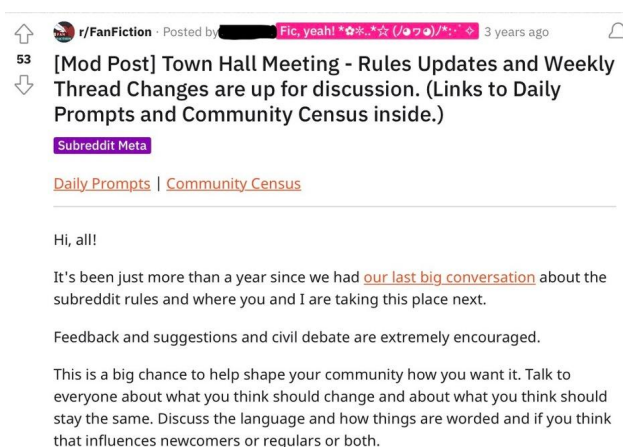 r/FanFiction · Posted by Fic, yeah! *✿*..*☆ (ノ◕ヮ◕)ノ*:･ﾟ✧ 3 years ago
53
[Mod Post] Town Hall Meeting - Rules Updates and Weekly
Thread Changes are up for discussion. (Links to Daily
Prompts and Community Census inside.)
Subreddit Meta
Daily Prompts | Community Census
Hi, all!
It's been just more than a year since we had our last big conversation about the
subreddit rules and where you and I are taking this place next.
Feedback and suggestions and civil debate are extremely encouraged.
This is a big chance to help shape your community how you want it. Talk to
everyone about what you think should change and about what you think should
stay the same. Discuss the language and how things are worded and if you think
that influences newcomers or regulars or both.